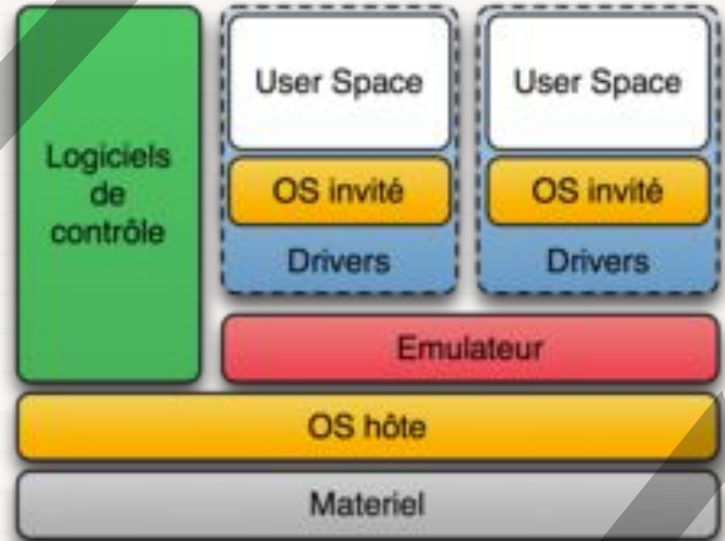 Logiciels
de
contrôle
User Space
OS invité
Drivers
User Space
OS invité
Drivers
Emulateur
OS hôte
Materiel